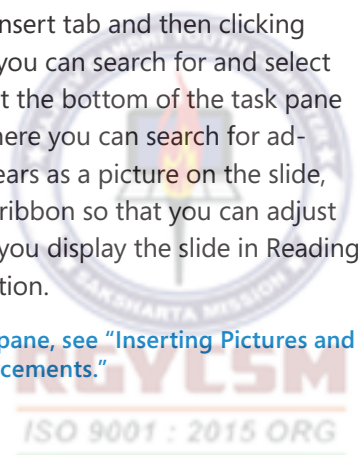 nsert tab and then clicking
you can search for and select
t the bottom of the task pane
here you can search for ad-
ears as a picture on the slide,
ribbon so that you can adjust
you display the slide in Reading
tion.
pane, see “Inserting Pictures and
cements.”
RGYCSM
ISO 9001 : 2015 ORG